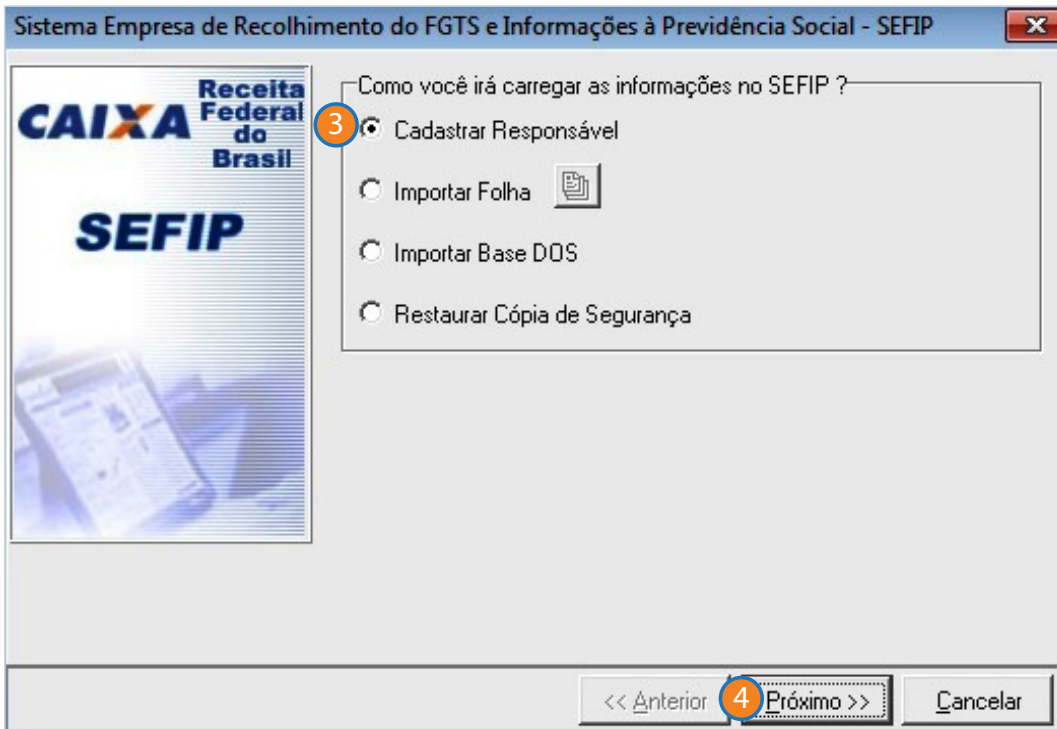 Sistema Empresa de Recolhimento do FGTS e Informações à Previdência Social - SEFIP
CAIXA
Receita
Federal
do
Brasil
SEFIP
Como você irá carregar as informações no SEFIP ?
3
Cadastrar Responsável
Importar Folha
Importar Base DOS
Restaurar Cópia de Segurança
<< Anterior
4
Próximo >>
Cancelar